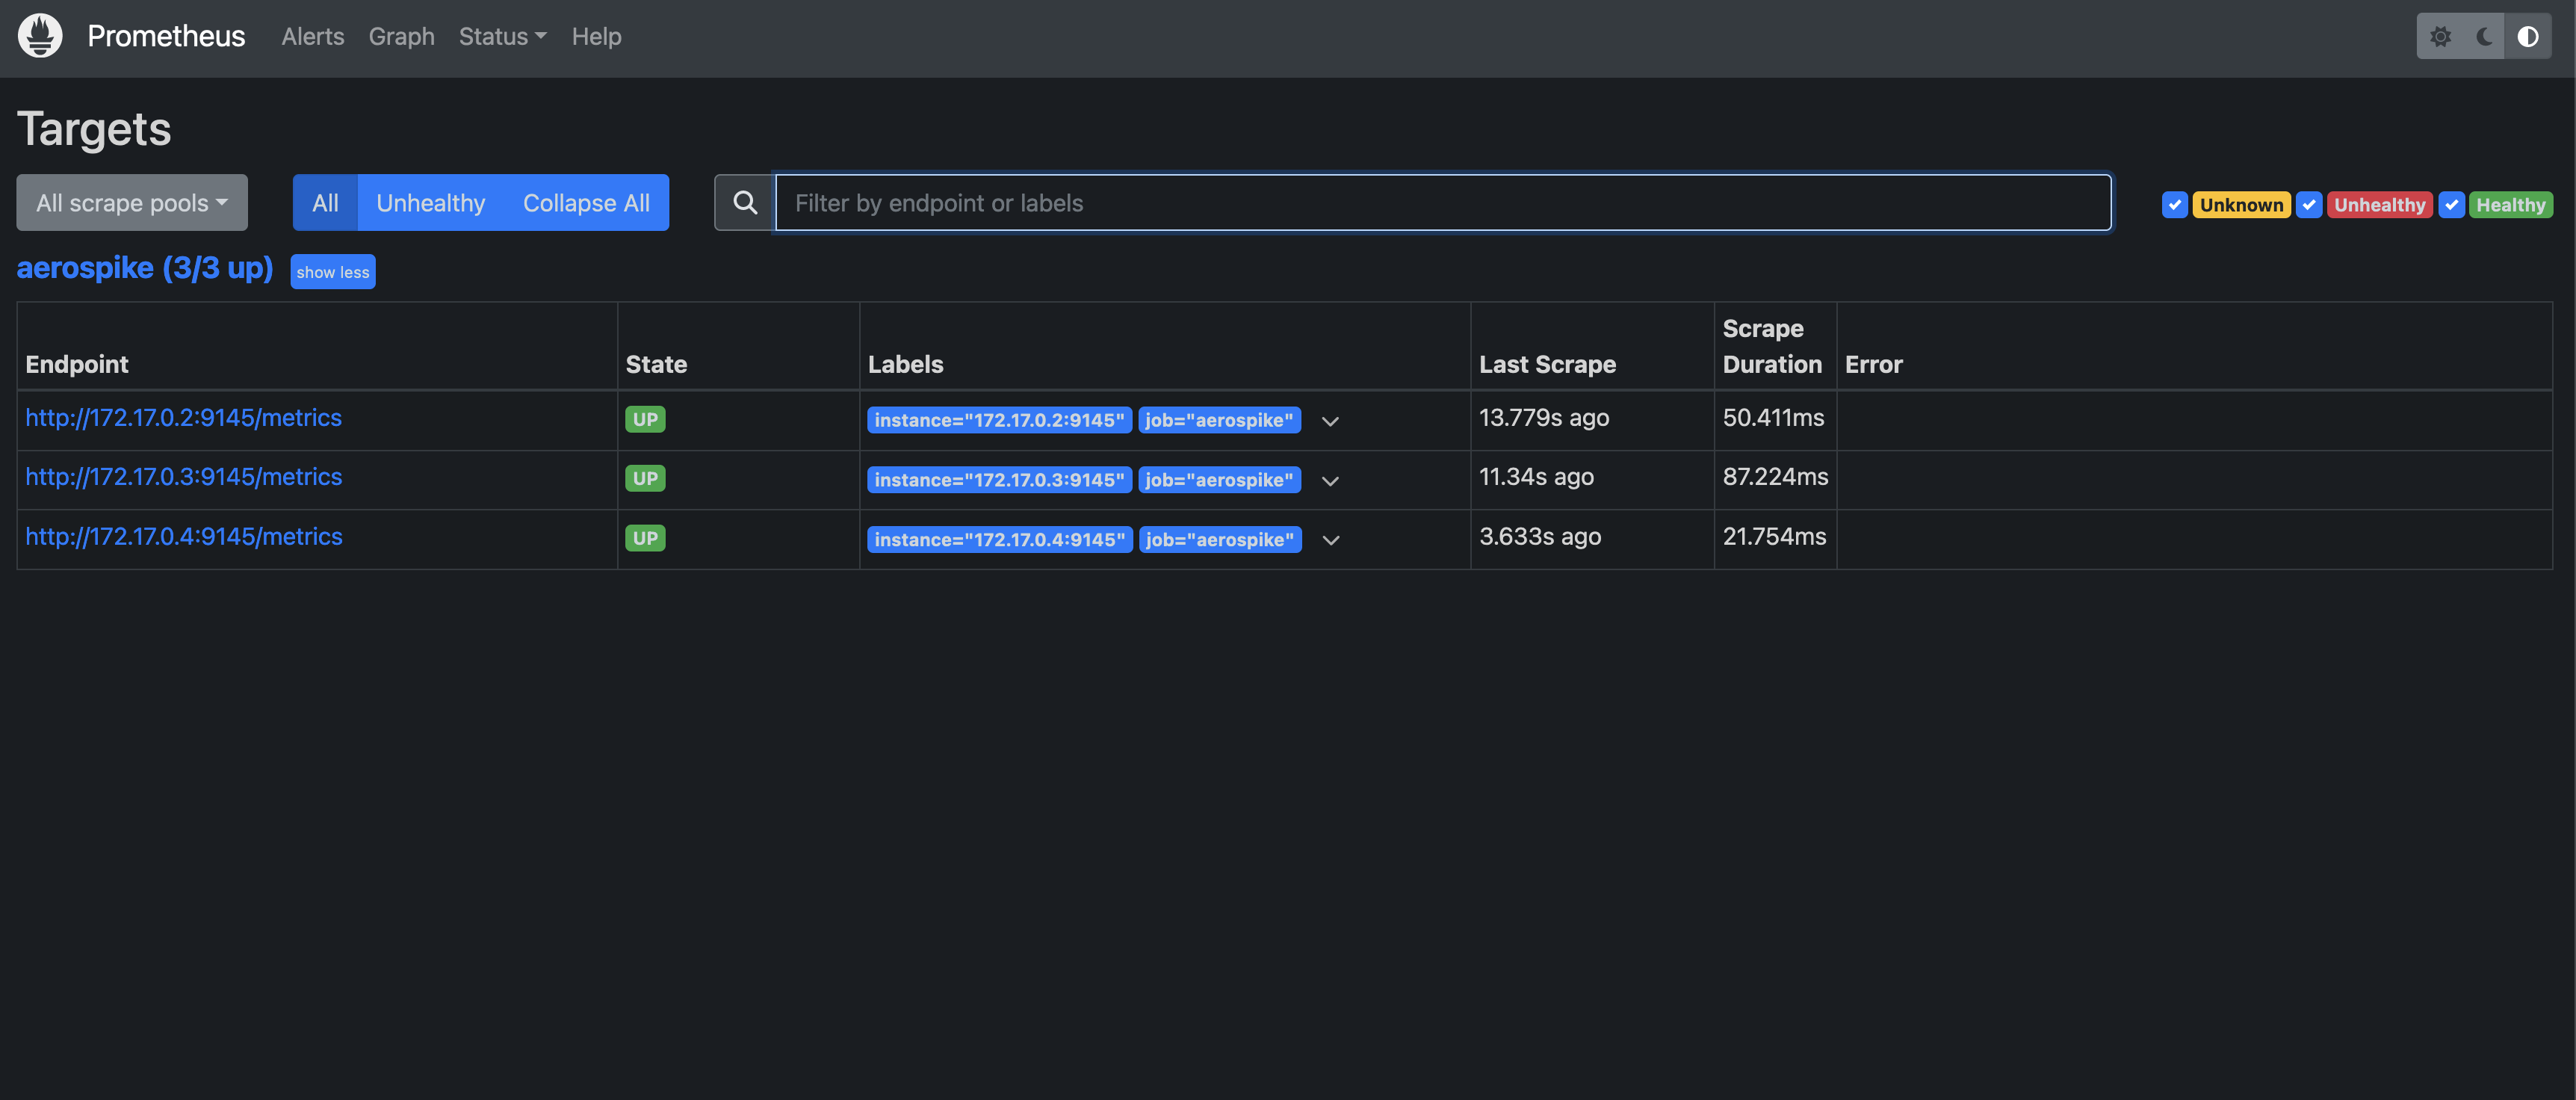 Prometheus Alerts Graph Status Help
Targets
All scrape pools All Unhealthy Collapse All Filter by endpoint or labels Unknown Unhealthy Healthy
aerospike (3/3 up) show less
Endpoint State Labels Last Scrape Scrape Duration Error
http://172.17.0.2:9145/metrics UP instance="172.17.0.2:9145" job="aerospike" 13.779s ago 50.411ms
http://172.17.0.3:9145/metrics UP instance="172.17.0.3:9145" job="aerospike" 11.34s ago 87.224ms
http://172.17.0.4:9145/metrics UP instance="172.17.0.4:9145" job="aerospike" 3.633s ago 21.754ms